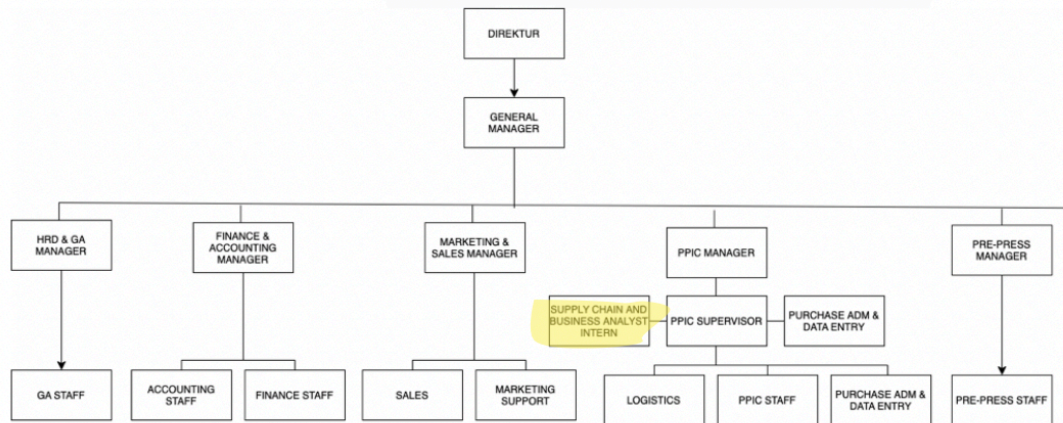 DIREKTUR
GENERAL
MANAGER
HRD & GA
MANAGER
FINANCE &
ACCOUNTING
MANAGER
MARKETING &
SALES MANAGER
PPIC MANAGER
PRE-PRESS
MANAGER
SUPPLY CHAIN AND
BUSINESS ANALYST
INTERN
PPIC SUPERVISOR
PURCHASE ADM &
DATA ENTRY
GA STAFF
ACCOUNTING
STAFF
FINANCE STAFF
SALES
MARKETING
SUPPORT
LOGISTICS
PPIC STAFF
PURCHASE ADM &
DATA ENTRY
PRE-PRESS STAFF